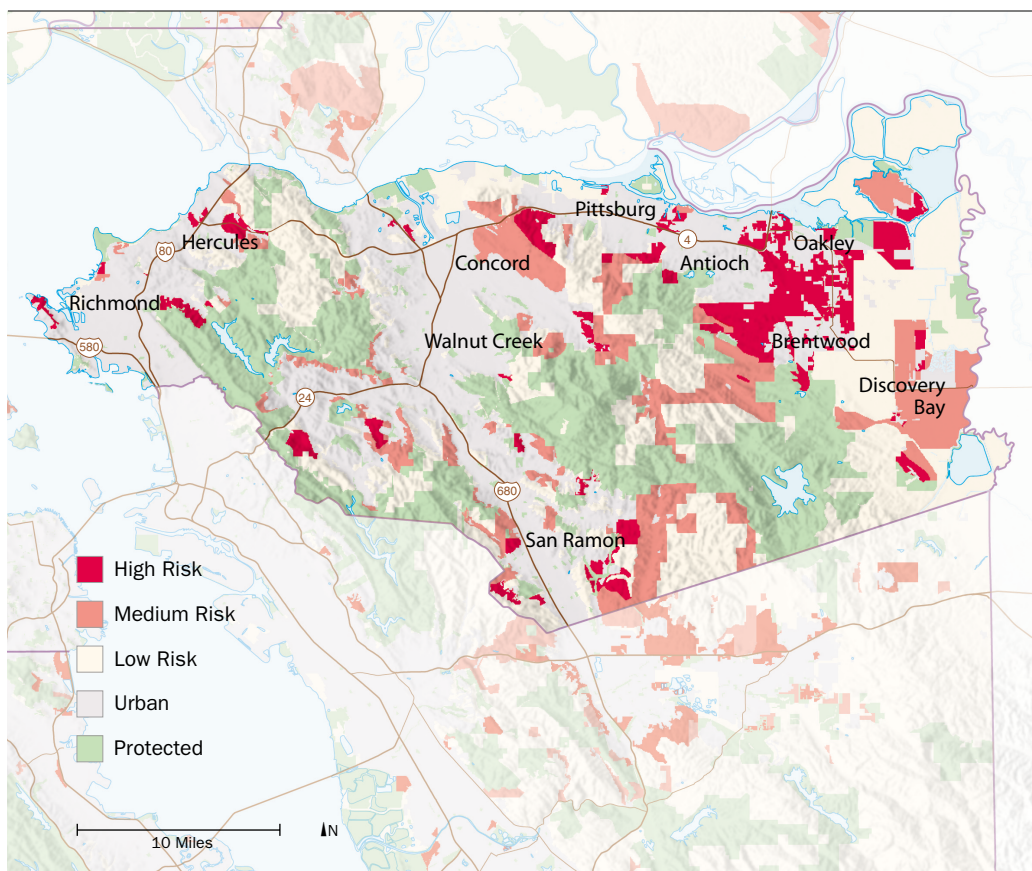 Pittsburg
4
Hercules
Oakley
80
Concord
Antioch
Richmond
580
Walnut Creek
Brentwood
Discovery
Bay
24
680
San Ramon
High Risk
Medium Risk
Low Risk
Urban
Protected
10 Miles
N